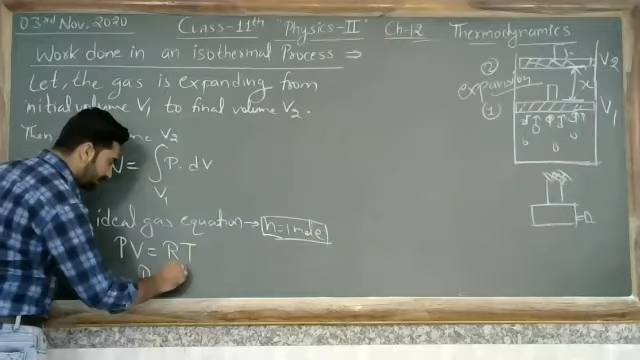 03rd Nov. 2020 Class-11th "Physics-II" Ch-12 Thermodynamics
Work done in an isothermal Process ⇒
Let, the gas is expanding from
initial volume V₁ to final volume V₂.
Then
V₂
W = ∫ P. dV
V₁
ideal gas equation → n=1 mole
PV = RT
P
② V₂
expansion x
① V₁